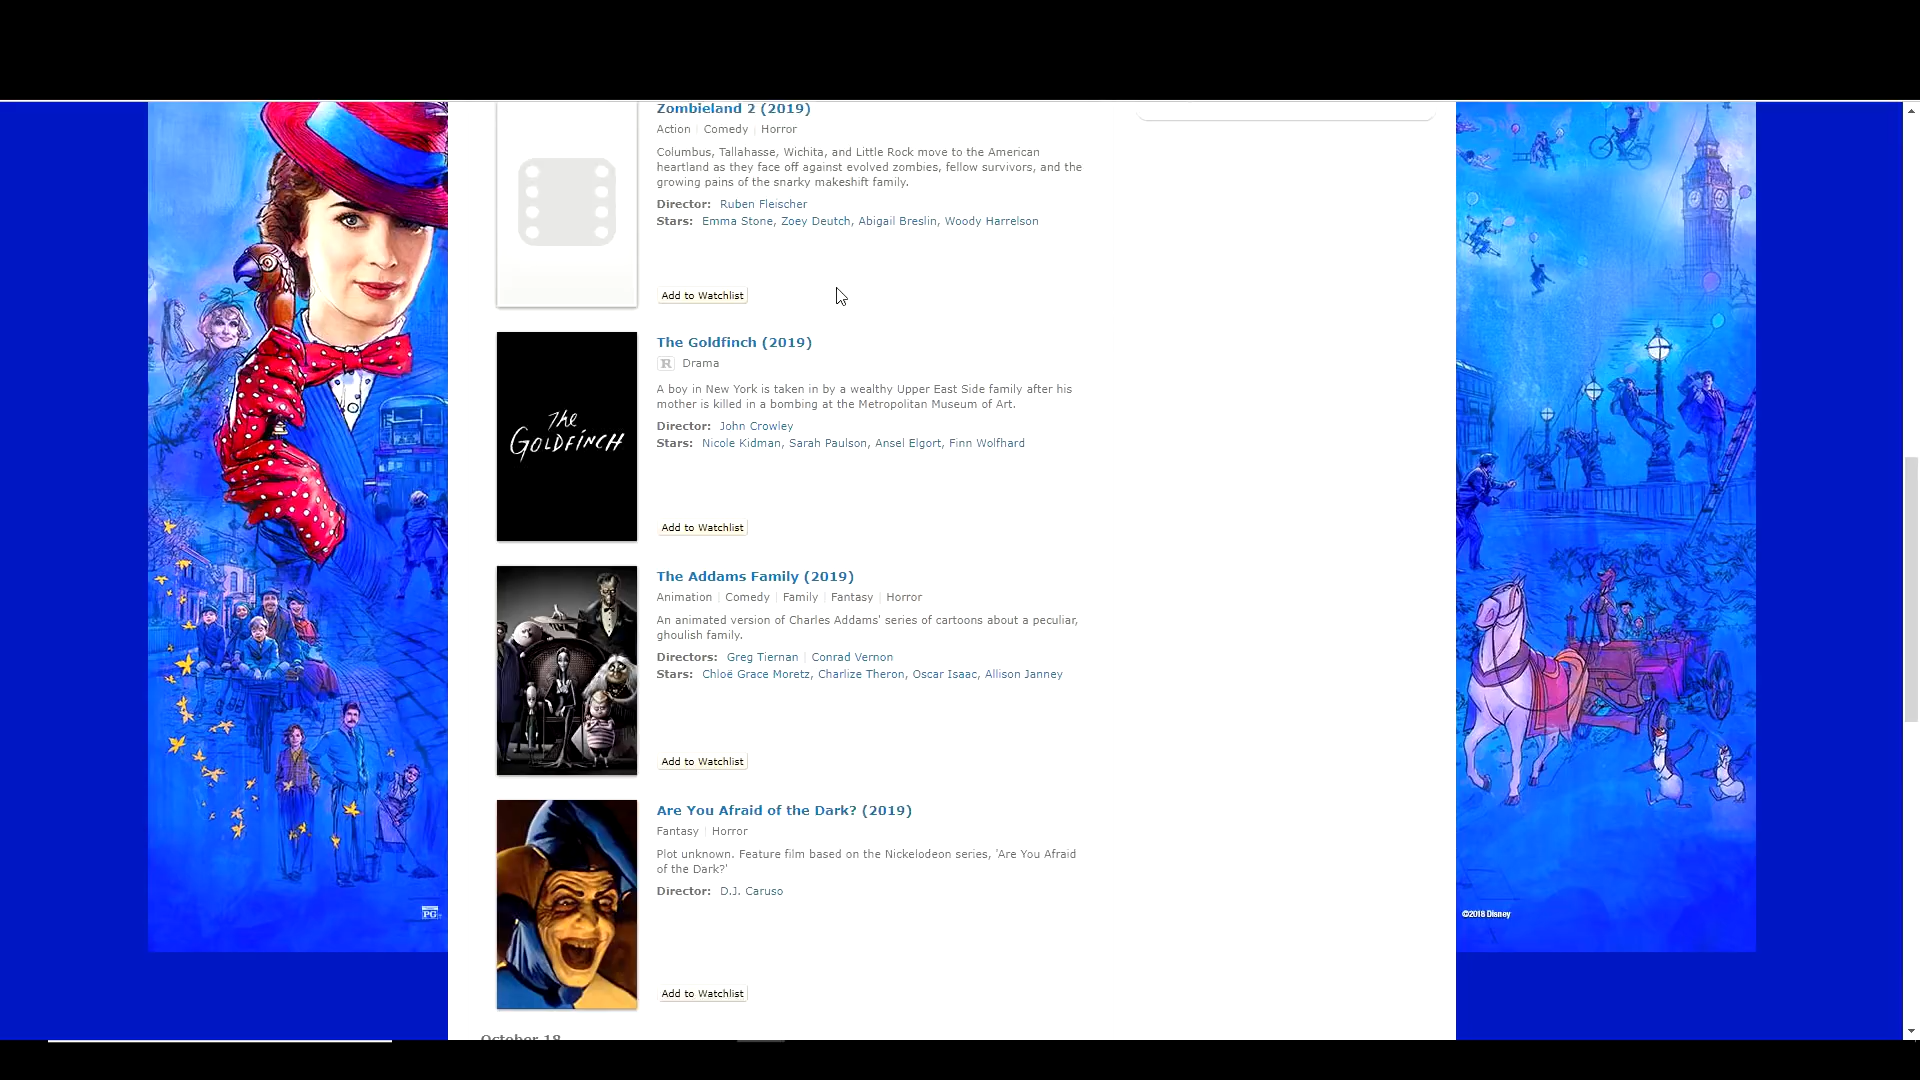 Zombieland 2 (2019)
Action | Comedy | Horror
Columbus, Tallahasse, Wichita, and Little Rock move to the American
heartland as they face off against evolved zombies, fellow survivors, and the
growing pains of the snarky makeshift family.
Director: Ruben Fleischer
Stars: Emma Stone, Zoey Deutch, Abigail Breslin, Woody Harrelson
Add to Watchlist
The Goldfinch (2019)
R Drama
A boy in New York is taken in by a wealthy Upper East Side family after his
mother is killed in a bombing at the Metropolitan Museum of Art.
Director: John Crowley
Stars: Nicole Kidman, Sarah Paulson, Ansel Elgort, Finn Wolfhard
The
GOLDFINCH
Add to Watchlist
The Addams Family (2019)
Animation | Comedy | Family | Fantasy | Horror
An animated version of Charles Addams' series of cartoons about a peculiar,
ghoulish family.
Directors: Greg Tiernan | Conrad Vernon
Stars: Chloë Grace Moretz, Charlize Theron, Oscar Isaac, Allison Janney
Add to Watchlist
Are You Afraid of the Dark? (2019)
Fantasy | Horror
Plot unknown. Feature film based on the Nickelodeon series, 'Are You Afraid
of the Dark?'
Director: D.J. Caruso
Add to Watchlist
October 18
PG
©2018 Disney